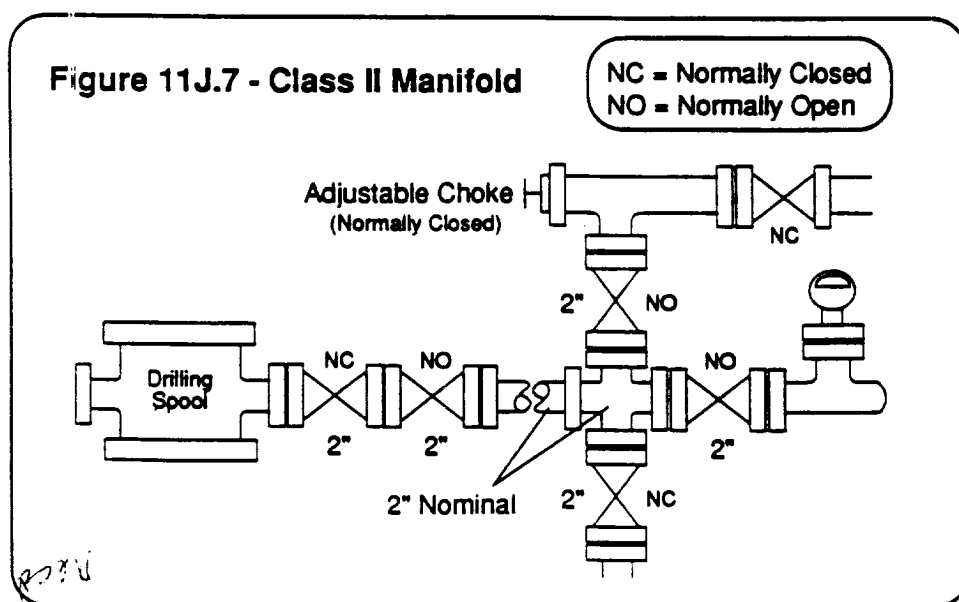 Figure 11J.7 - Class II Manifold
NC = Normally Closed
NO = Normally Open
Adjustable Choke
(Normally Closed)
NC
2" NO
NC NO NO
Drilling
Spool
2" 2" 2"
2" Nominal 2" NC